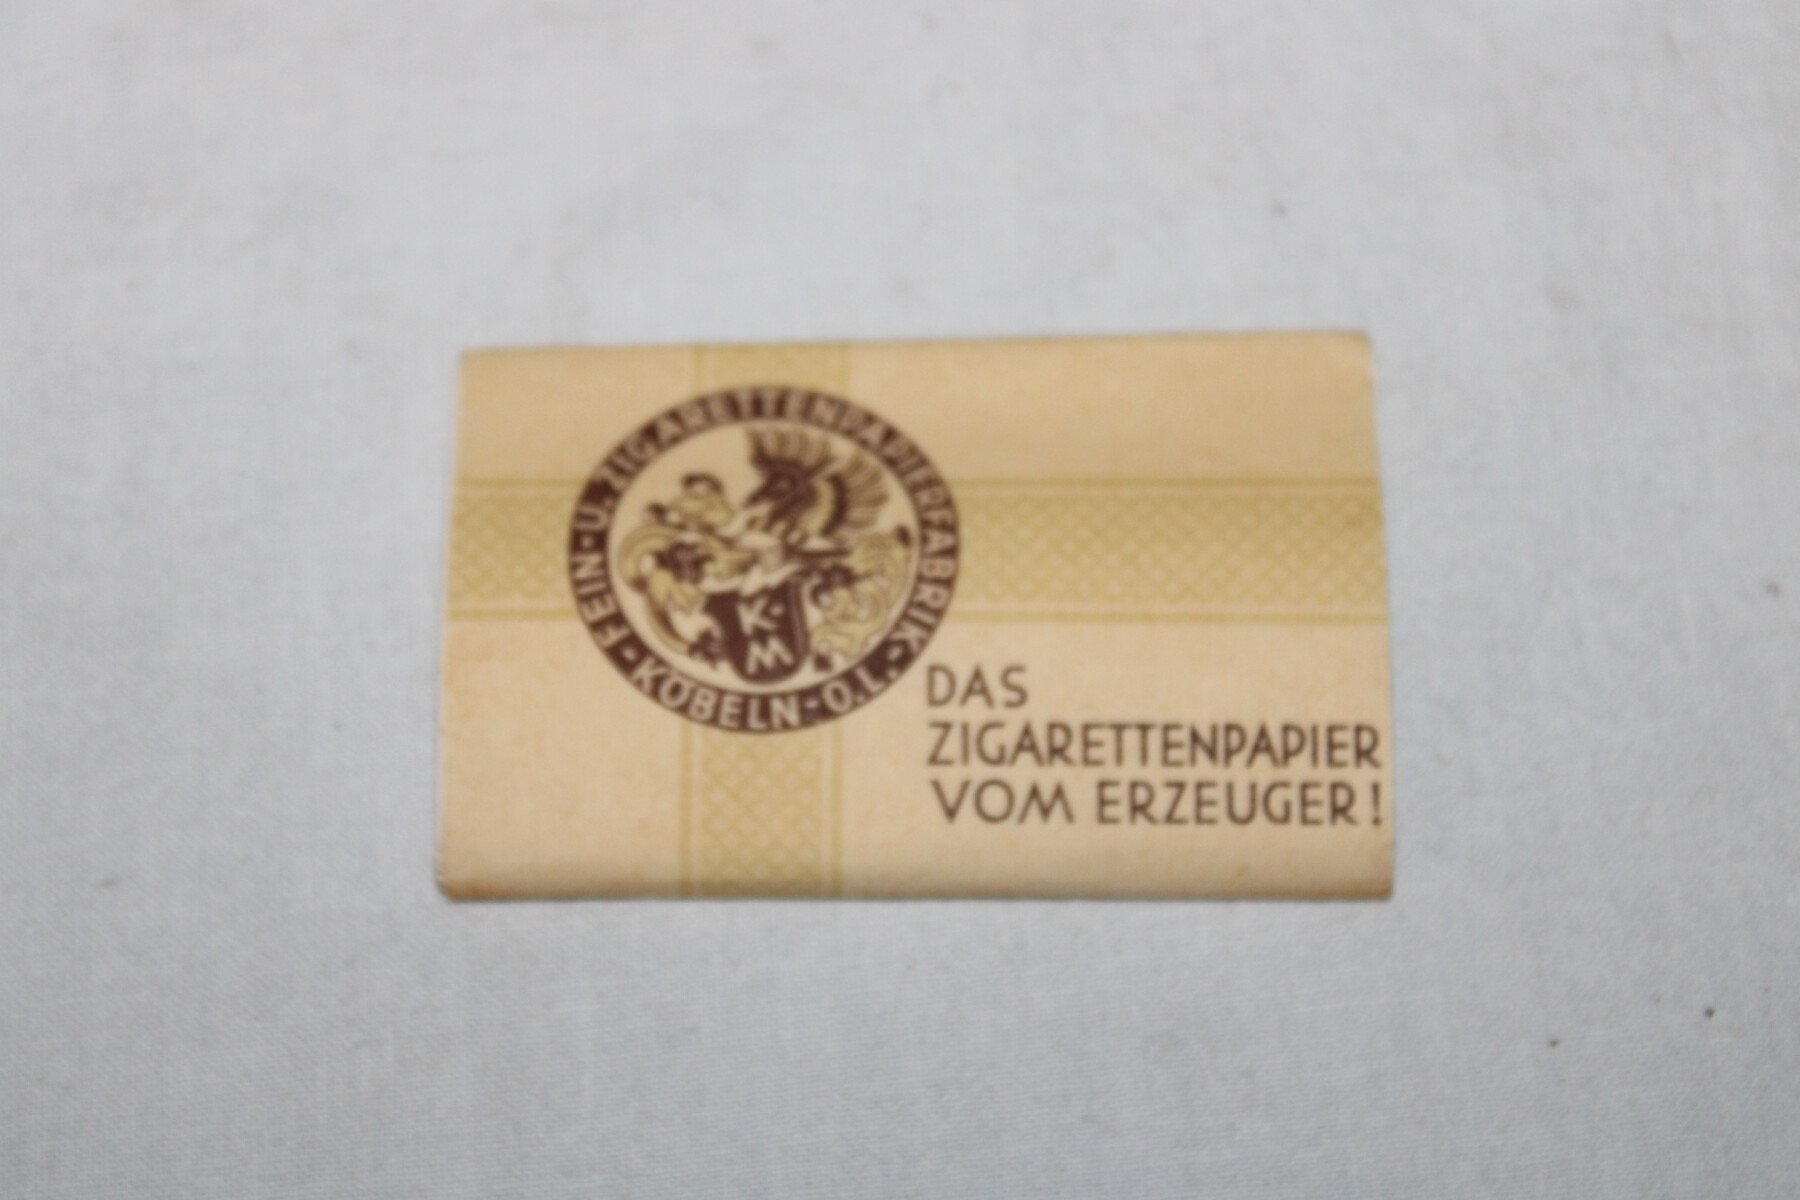 FEIN- U. ZIGARETTENPAPIERFABRIK·
KÖBELN-O.L.
K·
M
DAS
ZIGARETTENPAPIER
VOM ERZEUGER!